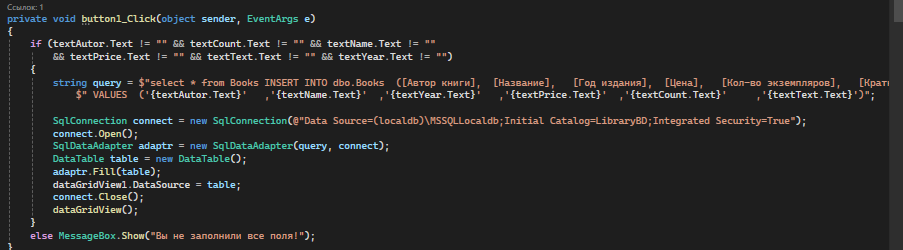 Ссылок: 1
private void button1_Click(object sender, EventArgs e)
{
if (textAutor.Text != "" && textCount.Text != "" && textName.Text != ""
&& textPrice.Text != "" && textText.Text != "" && textYear.Text != "")
{
string query = $"select * from Books INSERT INTO dbo.Books ([Автор книги], [Название], [Год издания], [Цена], [Кол-во экземпляров], [Крат
$" VALUES ('{textAutor.Text}' ,'{textName.Text}' ,'{textYear.Text}' ,'{textPrice.Text}' ,'{textCount.Text}' ,'{textText.Text}')";
SqlConnection connect = new SqlConnection(@"Data Source=(localdb)\MSSQLLocaldb;Initial Catalog=LibraryBD;Integrated Security=True");
connect.Open();
SqlDataAdapter adaptr = new SqlDataAdapter(query, connect);
DataTable table = new DataTable();
adaptr.Fill(table);
dataGridView1.DataSource = table;
connect.Close();
dataGridView();
}
else MessageBox.Show("Вы не заполнили все поля!");
}